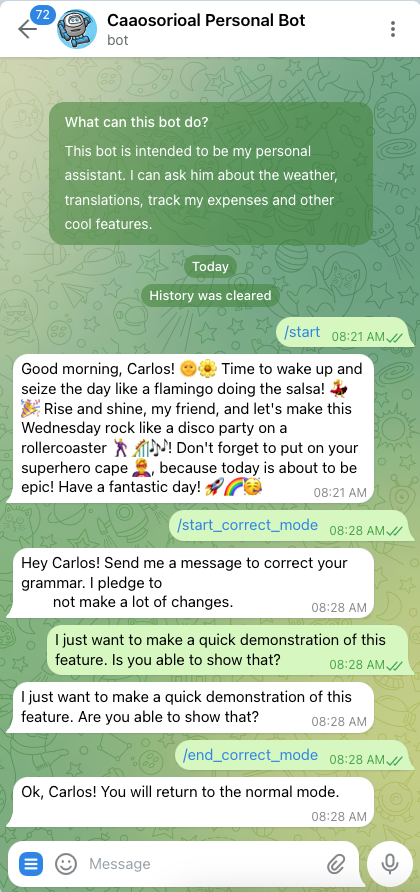 72
Caaosorioal Personal Bot
bot
What can this bot do?
This bot is intended to be my personal
assistant. I can ask him about the weather,
translations, track my expenses and other
cool features.
Today
History was cleared
/start 08:21 AM
Good morning, Carlos! 🌞🌼 Time to wake up and
seize the day like a flamingo doing the salsa! 💃
🎉 Rise and shine, my friend, and let's make this
Wednesday rock like a disco party on a
rollercoaster 🕺🎢🎶! Don't forget to put on your
superhero cape 🦸‍♂️, because today is about to be
epic! Have a fantastic day! 🚀🌈🥳
08:21 AM
/start_correct_mode 08:28 AM
Hey Carlos! Send me a message to correct your
grammar. I pledge to
not make a lot of changes.
08:28 AM
I just want to make a quick demonstration of this
feature. Is you able to show that?
08:28 AM
I just want to make a quick demonstration of this
feature. Are you able to show that?
08:28 AM
/end_correct_mode 08:28 AM
Ok, Carlos! You will return to the normal mode.
08:28 AM
Message